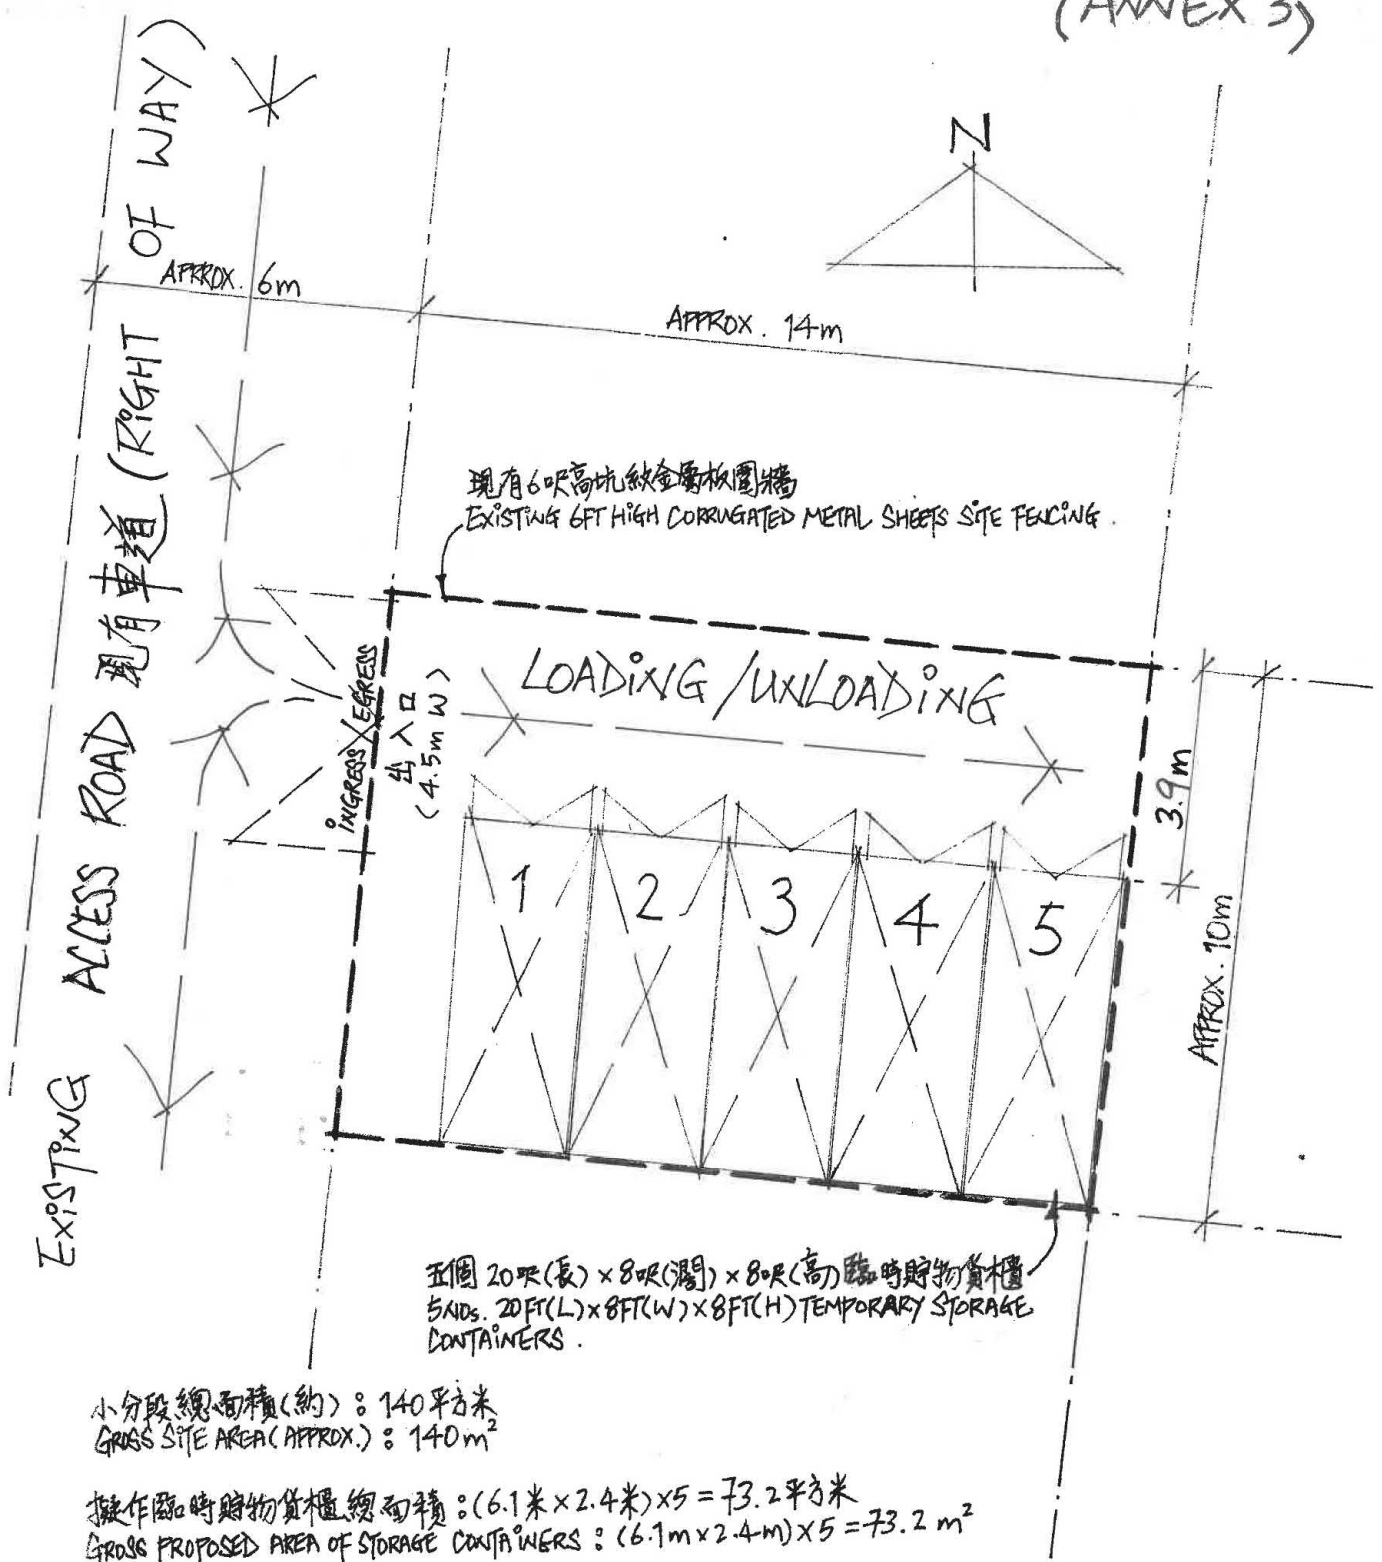 (ANNEX 3)
N
EXISTING ACCESS ROAD 現有車道 (RIGHT OF WAY)
APRROX. 6m
APPROX. 14m
現有6呎高坑紋金屬板圍牆
EXISTING 6FT HIGH CORRUGATED METAL SHEETS SITE FENCING.
LOADING/UNLOADING
INGRESS/EGRESS
出入口
(4.5m W)
3.9m
APPROX. 10m
1 2 3 4 5
五個 20呎(長)×8呎(濶)×8呎(高)臨時貯物貨櫃
5NOs. 20FT(L)×8FT(W)×8FT(H) TEMPORARY STORAGE
CONTAINERS.
小分段總面積(約):140平方米
GROSS SITE AREA(APPROX.):140m²
擬作臨時貯物貨櫃總面積:(6.1米×2.4米)×5=73.2平方米
GROSS PROPOSED AREA OF STORAGE CONTAINERS:(6.1m×2.4m)×5=73.2m²